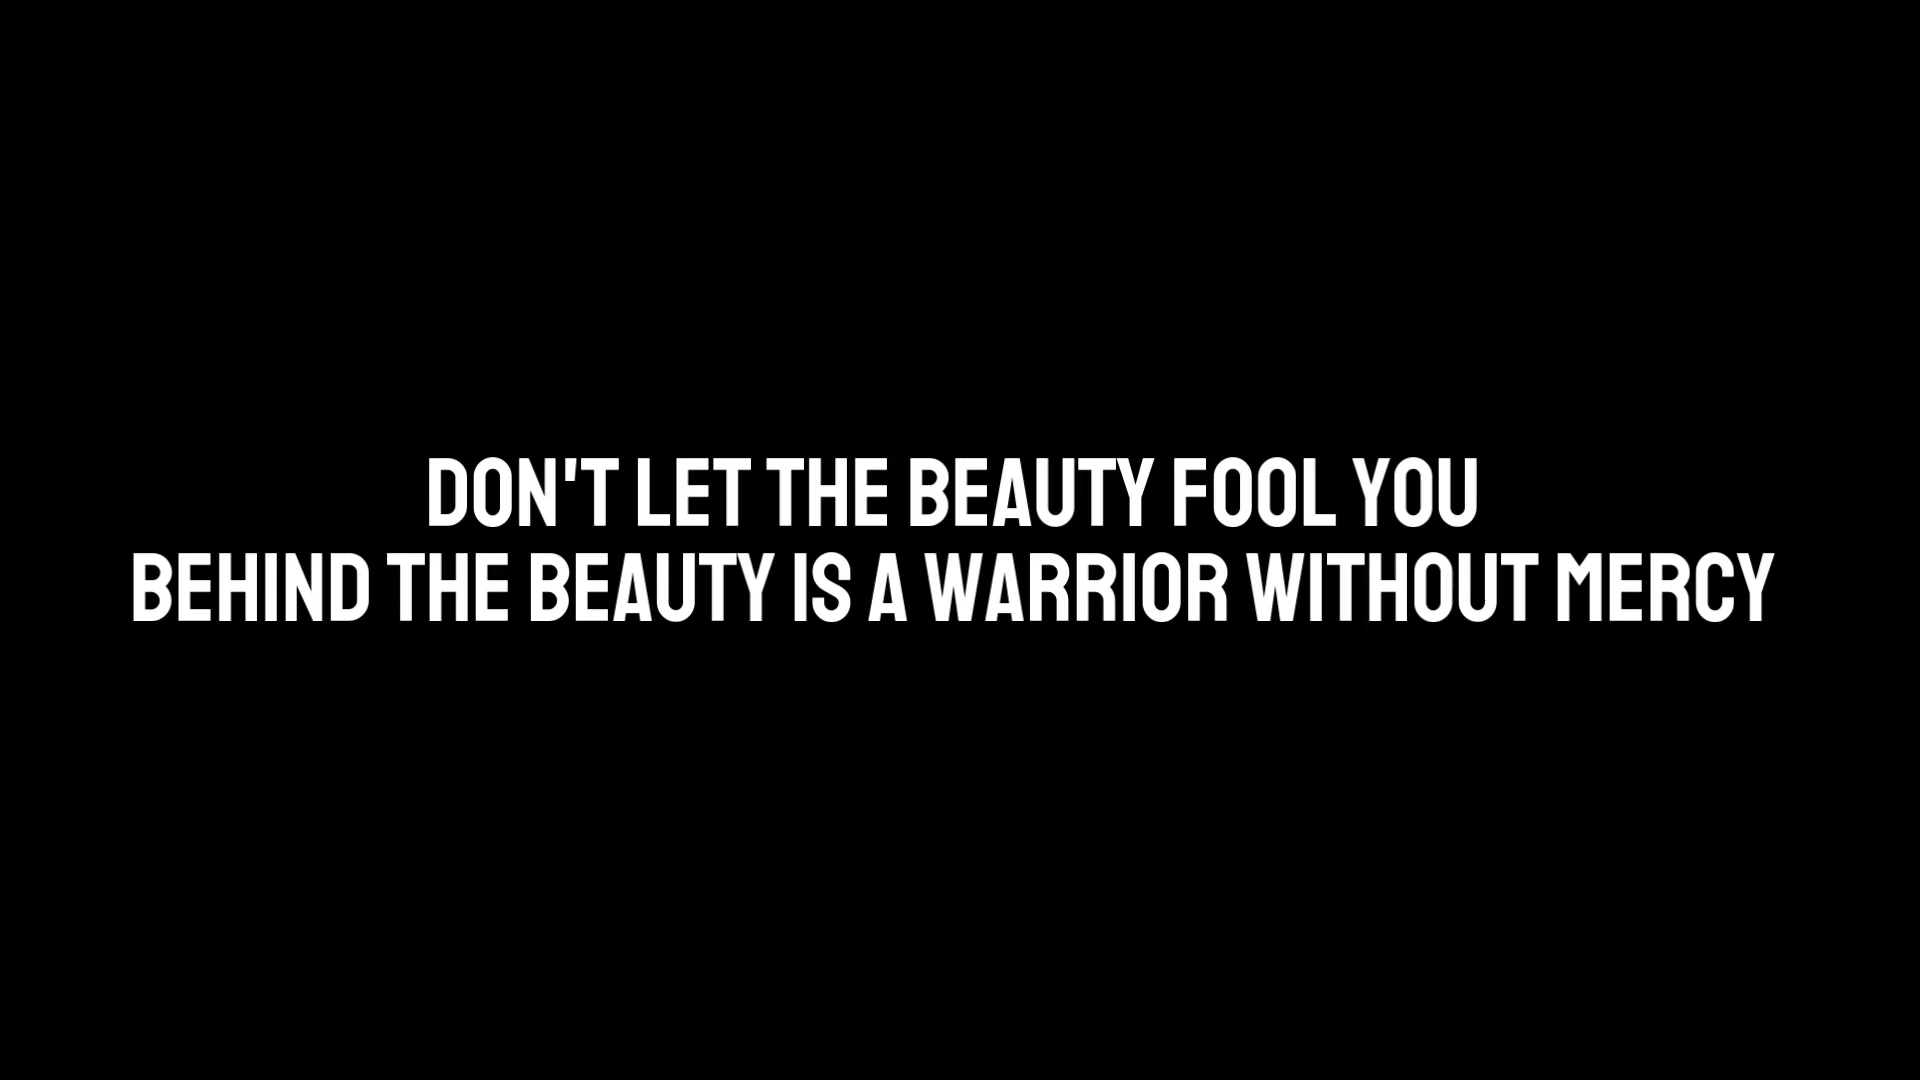 DON'T LET THE BEAUTY FOOL YOU
BEHIND THE BEAUTY IS A WARRIOR WITHOUT MERCY